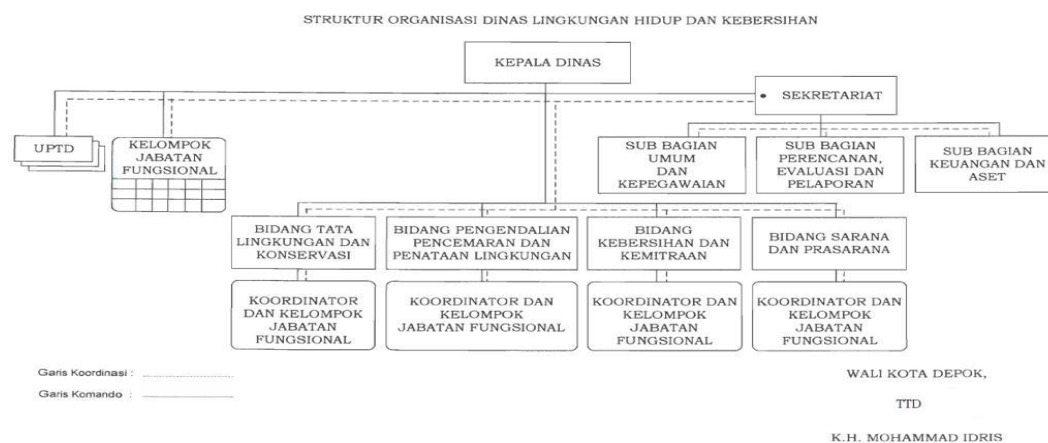 STRUKTUR ORGANISASI DINAS LINGKUNGAN HIDUP DAN KEBERSIHAN
KEPALA DINAS
SEKRETARIAT
UPTD
KELOMPOK
JABATAN
FUNGSIONAL
SUB BAGIAN
UMUM
DAN
KEPEGAWAIAN
SUB BAGIAN
PERENCANAN,
EVALUASI DAN
PELAPORAN
SUB BAGIAN
KEUANGAN DAN
ASET
BIDANG TATA
LINGKUNGAN DAN
KONSERVASI
BIDANG PENGENDALIAN
PENCEMARAN DAN
PENATAAN LINGKUNGAN
BIDANG
KEBERSIHAN DAN
KEMITRAAN
BIDANG SARANA
DAN PRASARANA
KOORDINATOR
DAN KELOMPOK
JABATAN
FUNGSIONAL
KOORDINATOR DAN
KELOMPOK
JABATAN FUNGSIONAL
KOORDINATOR DAN
KELOMPOK
JABATAN
FUNGSIONAL
KOORDINATOR DAN
KELOMPOK
JABATAN
FUNGSIONAL
Garis Koordinasi :
Garis Komando :
WALI KOTA DEPOK,
TTD
K.H. MOHAMMAD IDRIS